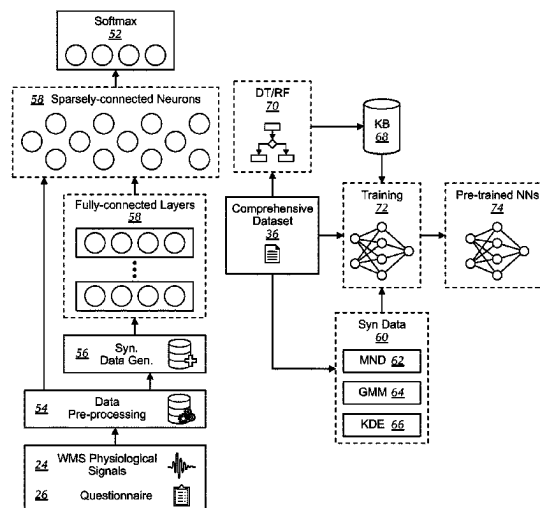 Softmax
52
58 Sparsely-connected Neurons
Fully-connected Layers
58
56 Syn.
Data Gen.
54 Data
Pre-processing
24 WMS Physiological
Signals
26 Questionnaire
DT/RF
70
KB
68
Comprehensive
Dataset
36
Training
72
Pre-trained NNs
74
Syn Data
60
MND 62
GMM 64
KDE 66